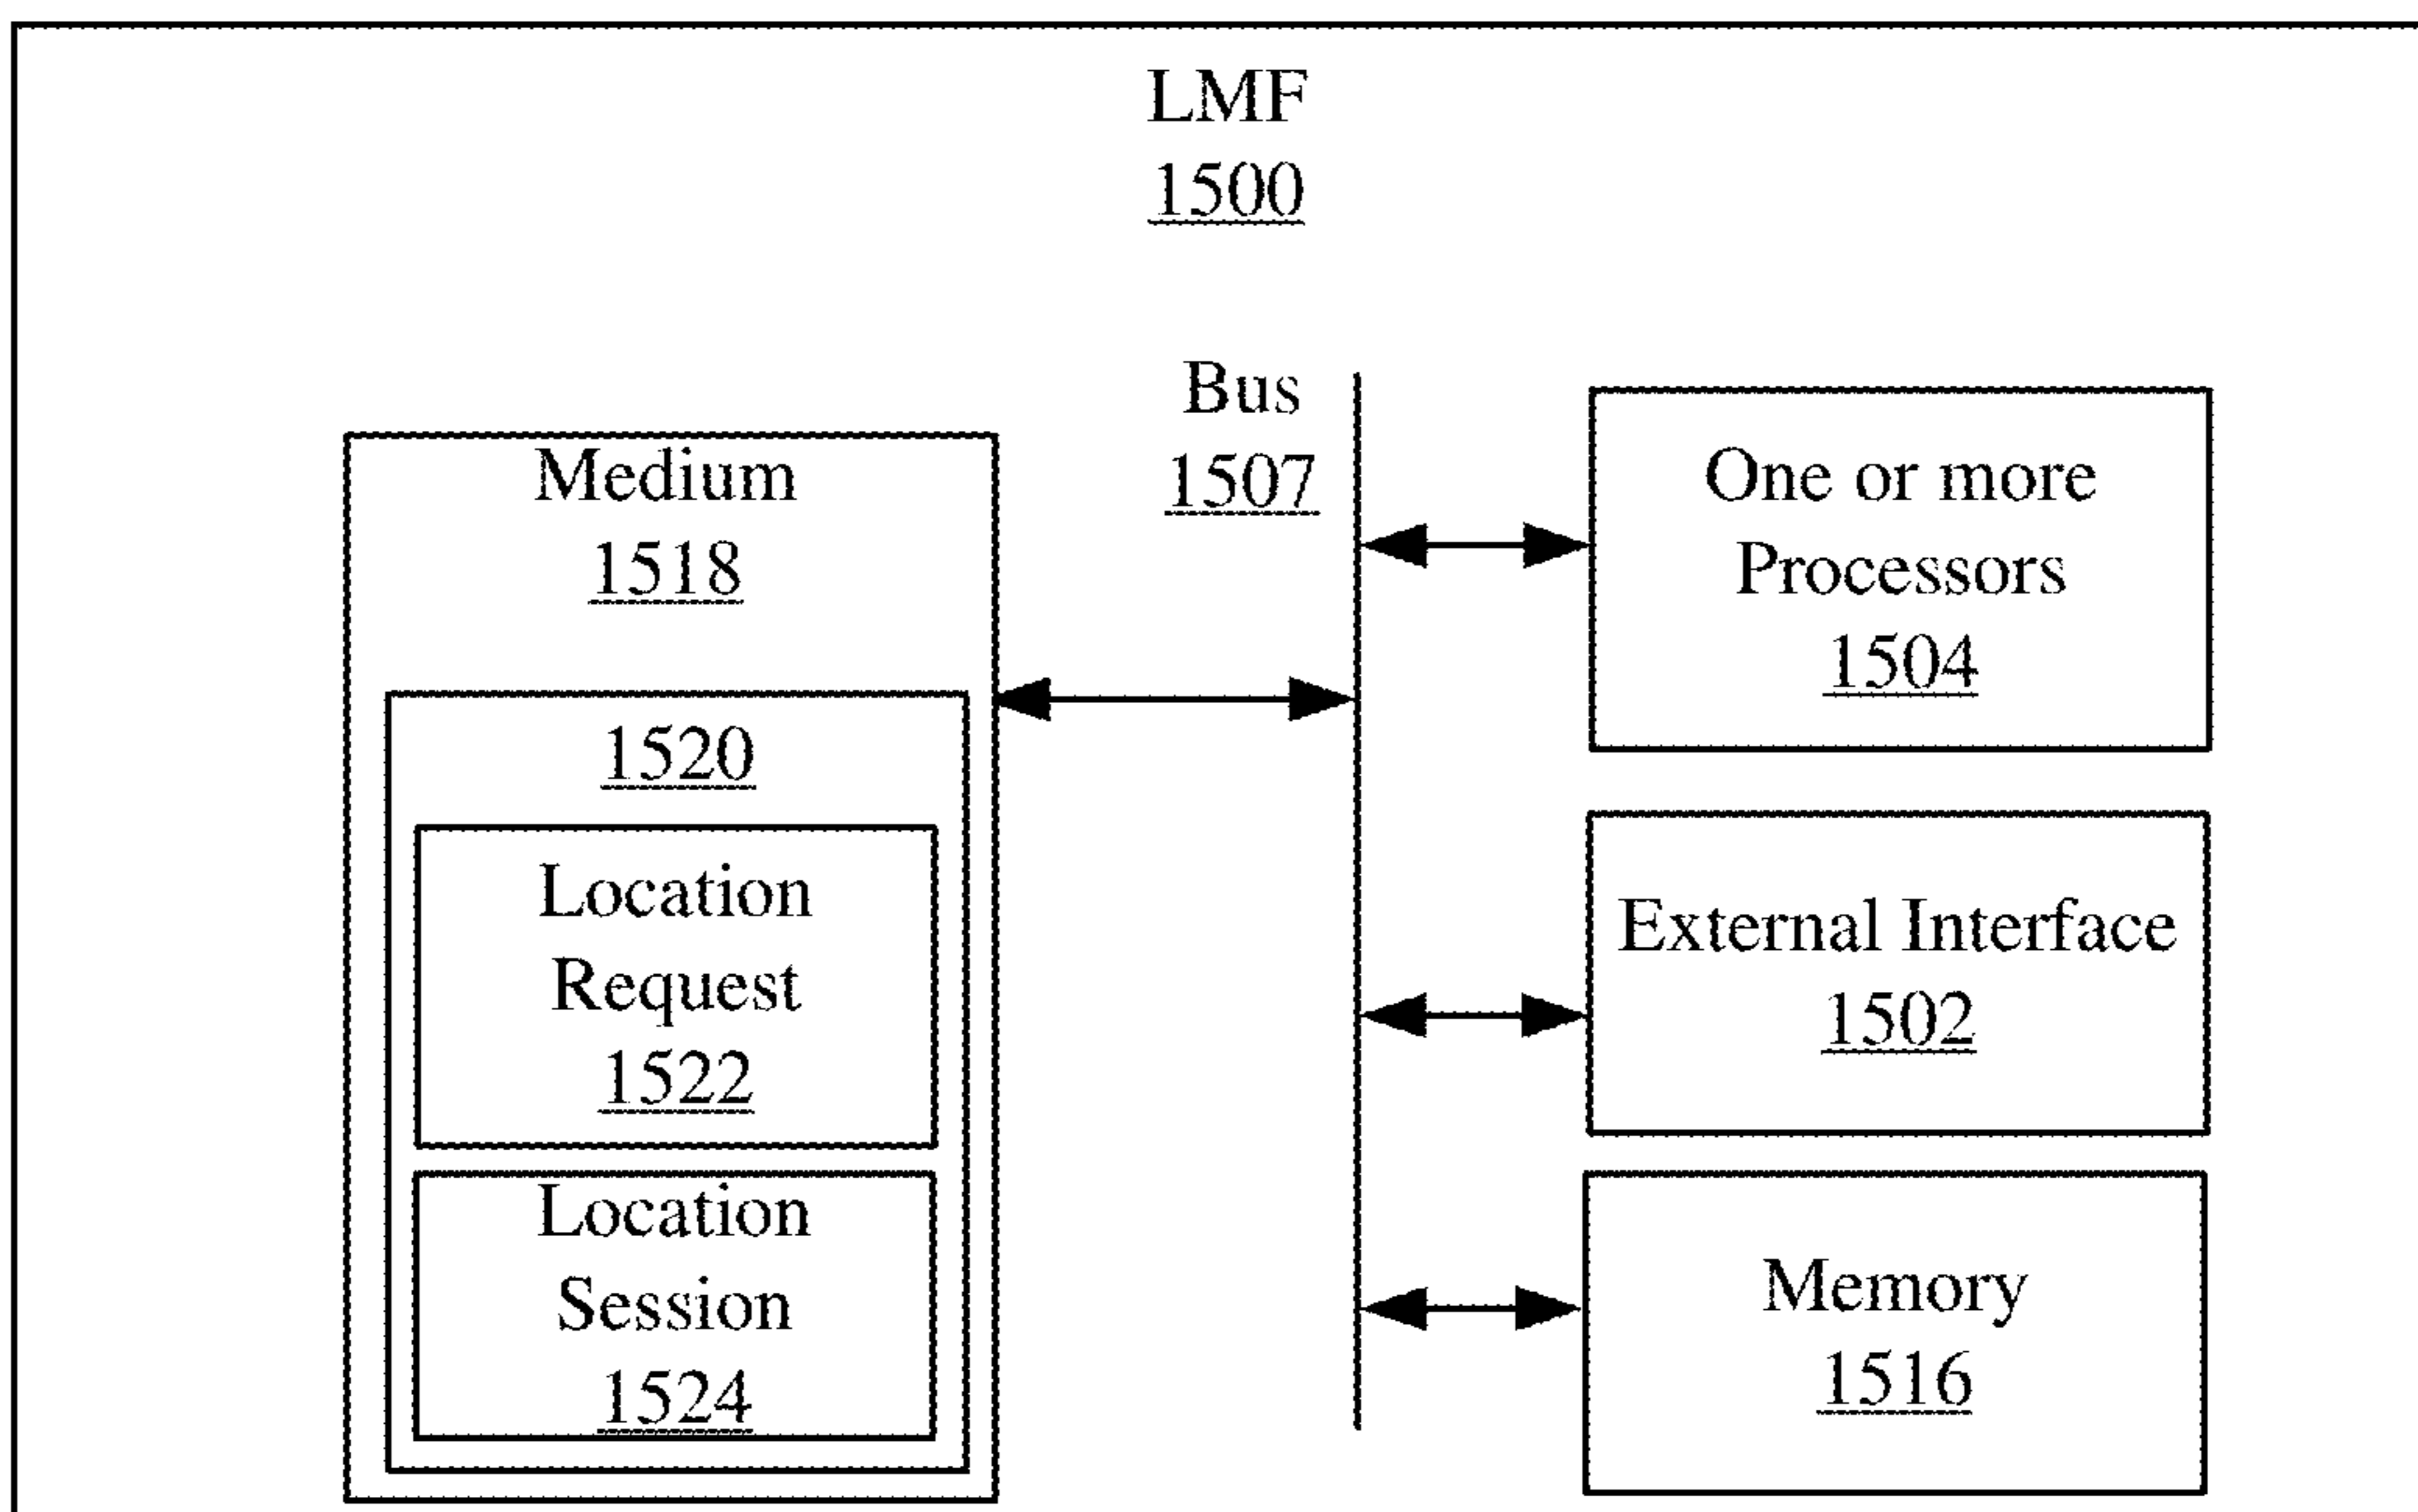 LMF
1500
Bus
1507
Medium
1518
1520
Location
Request
1522
Location
Session
1524
One or more
Processors
1504
External Interface
1502
Memory
1516